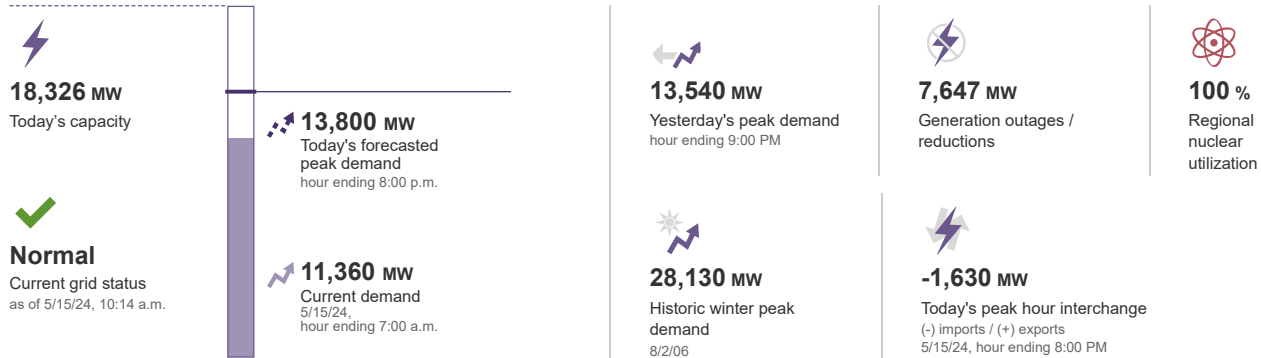 18,326 MW
Today's capacity
Normal
Current grid status
as of 5/15/24, 10:14 a.m.
13,800 MW
Today's forecasted
peak demand
hour ending 8:00 p.m.
11,360 MW
Current demand
5/15/24,
hour ending 7:00 a.m.
13,540 MW
Yesterday's peak demand
hour ending 9:00 PM
7,647 MW
Generation outages /
reductions
100 %
Regional
nuclear
utilization
28,130 MW
Historic winter peak
demand
8/2/06
-1,630 MW
Today's peak hour interchange
(-) imports / (+) exports
5/15/24, hour ending 8:00 PM